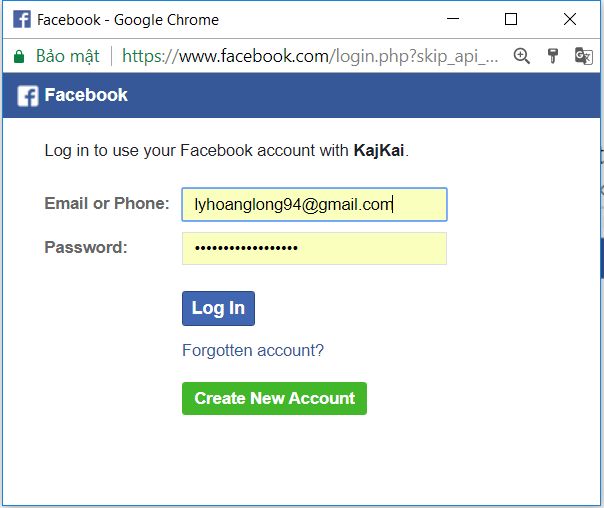 Facebook - Google Chrome
Bảo mật https://www.facebook.com/login.php?skip_api_...
Facebook
Log in to use your Facebook account with KajKai.
Email or Phone: lyhoanglong94@gmail.com
Password: ••••••••••••••••••
Log In
Forgotten account?
Create New Account